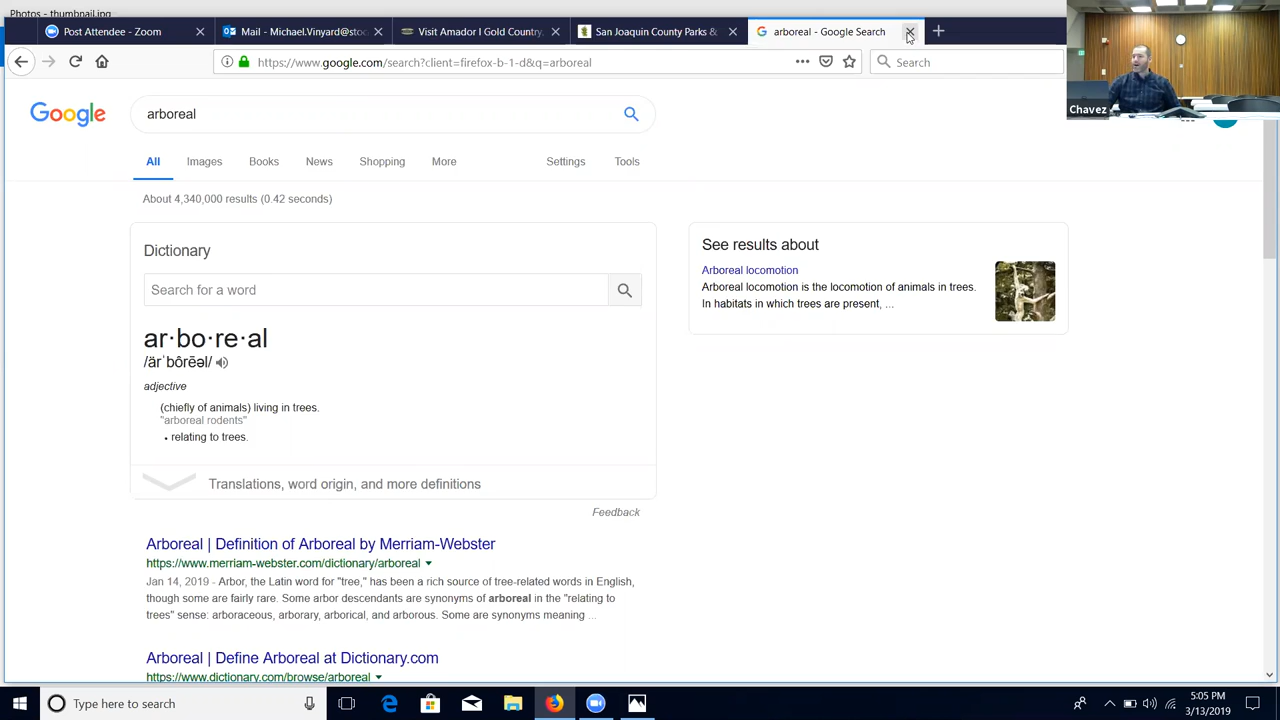 Photos - thumbnail.jpg
Post Attendee - Zoom
Mail - Michael.Vinyard@sto
Visit Amador I Gold Country,
San Joaquin County Parks &
arboreal - Google Search
https://www.google.com/search?client=firefox-b-1-d&q=arboreal
Search
Chavez
Google
arboreal
All
Images
Books
News
Shopping
More
Settings
Tools
About 4,340,000 results (0.42 seconds)
Dictionary
Search for a word
ar·bo·re·al
/ärˈbôrēəl/
adjective
(chiefly of animals) living in trees.
"arboreal rodents"
• relating to trees.
Translations, word origin, and more definitions
Feedback
See results about
Arboreal locomotion
Arboreal locomotion is the locomotion of animals in trees.
In habitats in which trees are present, ...
Arboreal | Definition of Arboreal by Merriam-Webster
https://www.merriam-webster.com/dictionary/arboreal
Jan 14, 2019 - Arbor, the Latin word for "tree," has been a rich source of tree-related words in English,
though some are fairly rare. Some arbor descendants are synonyms of arboreal in the "relating to
trees" sense: arboraceous, arborary, arborical, and arborous. Some are synonyms meaning ...
Arboreal | Define Arboreal at Dictionary.com
https://www.dictionary.com/browse/arboreal
Type here to search
5:05 PM
3/13/2019